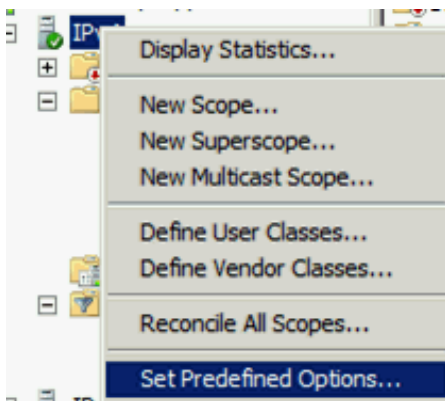 Display Statistics...
New Scope...
New Superscope...
New Multicast Scope...
Define User Classes...
Define Vendor Classes...
Reconcile All Scopes...
Set Predefined Options...